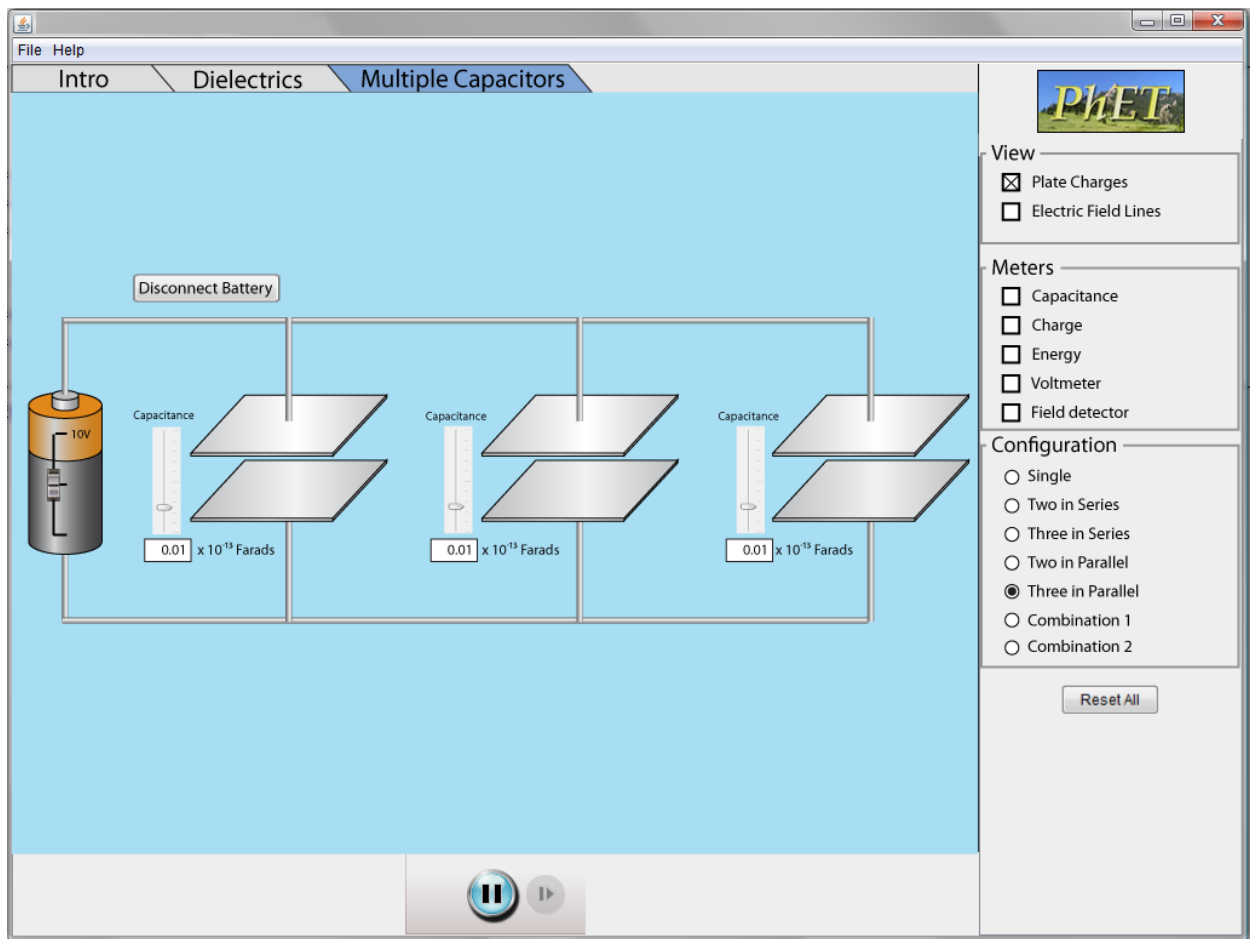 File Help
Intro Dielectrics Multiple Capacitors
PhET
View
Plate Charges
Electric Field Lines
Meters
Capacitance
Charge
Energy
Voltmeter
Field detector
Configuration
Single
Two in Series
Three in Series
Two in Parallel
Three in Parallel
Combination 1
Combination 2
Reset All
Disconnect Battery
10V
Capacitance
0.01 x 10⁻¹³ Farads
Capacitance
0.01 x 10⁻¹³ Farads
Capacitance
0.01 x 10⁻¹³ Farads